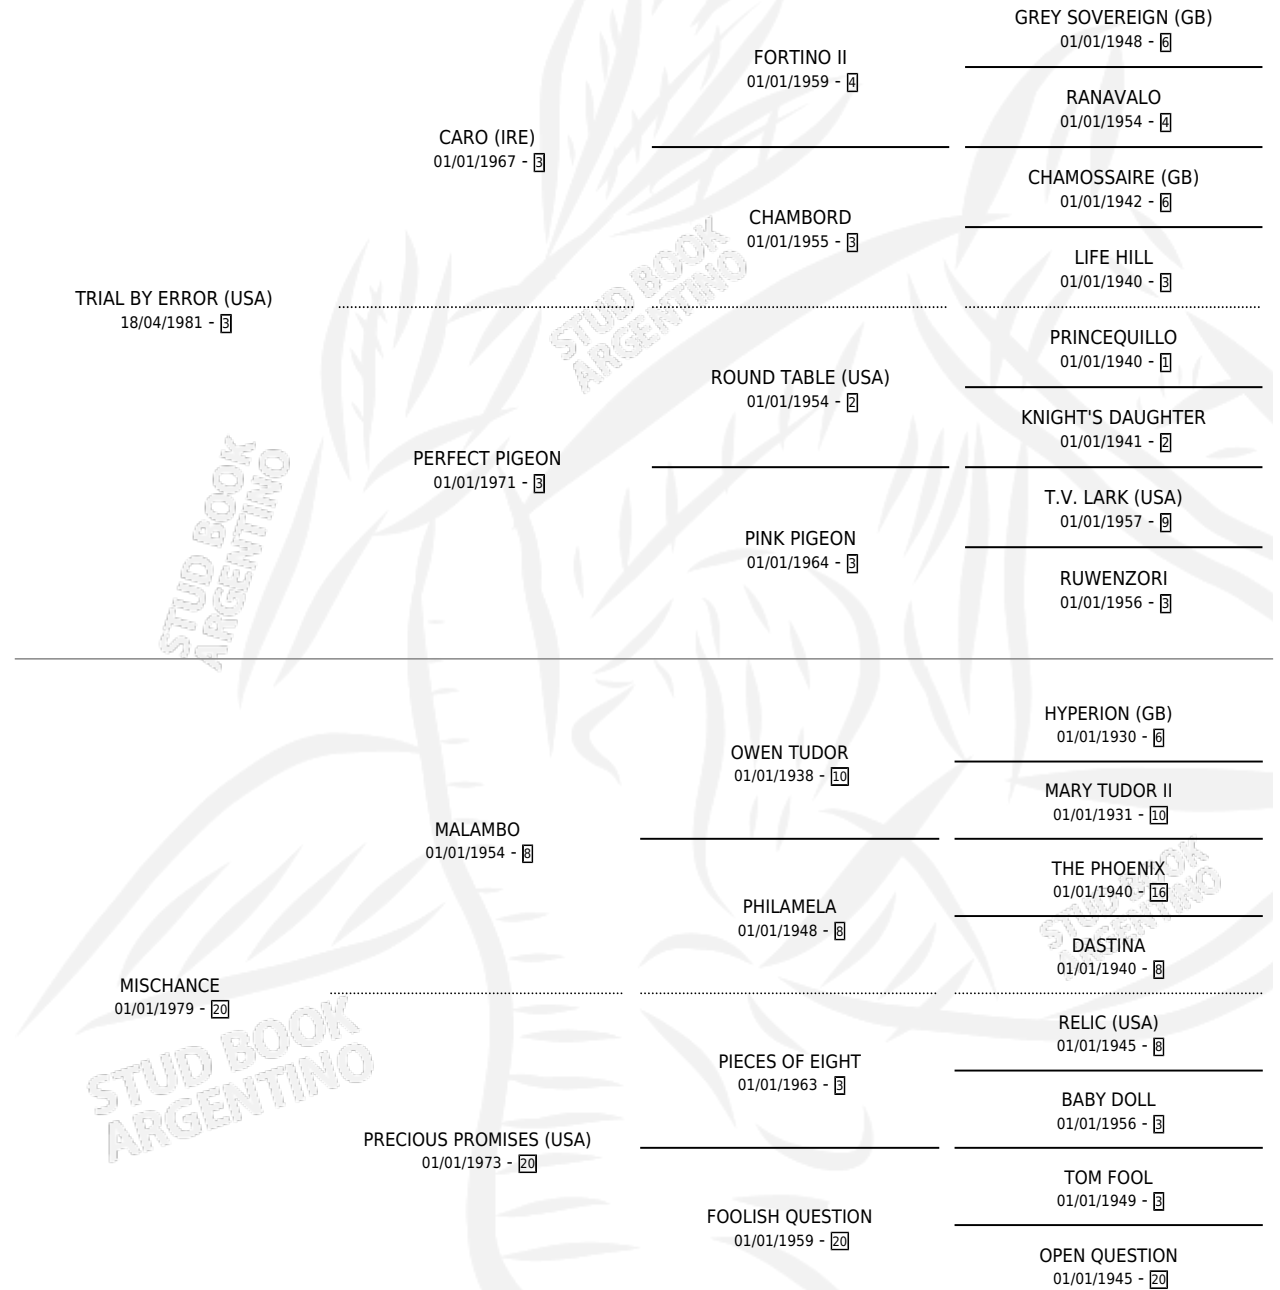 GREY SOVEREIGN (GB)
01/01/1948 - 6
FORTINO II
01/01/1959 - 4
RANAVALO
01/01/1954 - 4
CARO (IRE)
01/01/1967 - 3
CHAMOSSAIRE (GB)
01/01/1942 - 6
CHAMBORD
01/01/1955 - 3
LIFE HILL
01/01/1940 - 3
TRIAL BY ERROR (USA)
18/04/1981 - 3
PRINCEQUILLO
01/01/1940 - 1
ROUND TABLE (USA)
01/01/1954 - 2
KNIGHT'S DAUGHTER
01/01/1941 - 2
PERFECT PIGEON
01/01/1971 - 3
T.V. LARK (USA)
01/01/1957 - 9
PINK PIGEON
01/01/1964 - 3
RUWENZORI
01/01/1956 - 3
HYPERION (GB)
01/01/1930 - 6
OWEN TUDOR
01/01/1938 - 10
MARY TUDOR II
01/01/1931 - 10
MALAMBO
01/01/1954 - 8
THE PHOENIX
01/01/1940 - 16
PHILAMELA
01/01/1948 - 8
DASTINA
01/01/1940 - 8
MISCHANCE
01/01/1979 - 20
RELIC (USA)
01/01/1945 - 8
PIECES OF EIGHT
01/01/1963 - 3
BABY DOLL
01/01/1956 - 3
PRECIOUS PROMISES (USA)
01/01/1973 - 20
TOM FOOL
01/01/1949 - 3
FOOLISH QUESTION
01/01/1959 - 20
OPEN QUESTION
01/01/1945 - 20
STUD BOOK
ARGENTINO
STUD BOOK
ARGENTINO
STUD BOOK
ARGENTINO
STUD BOOK
ARGENTINO